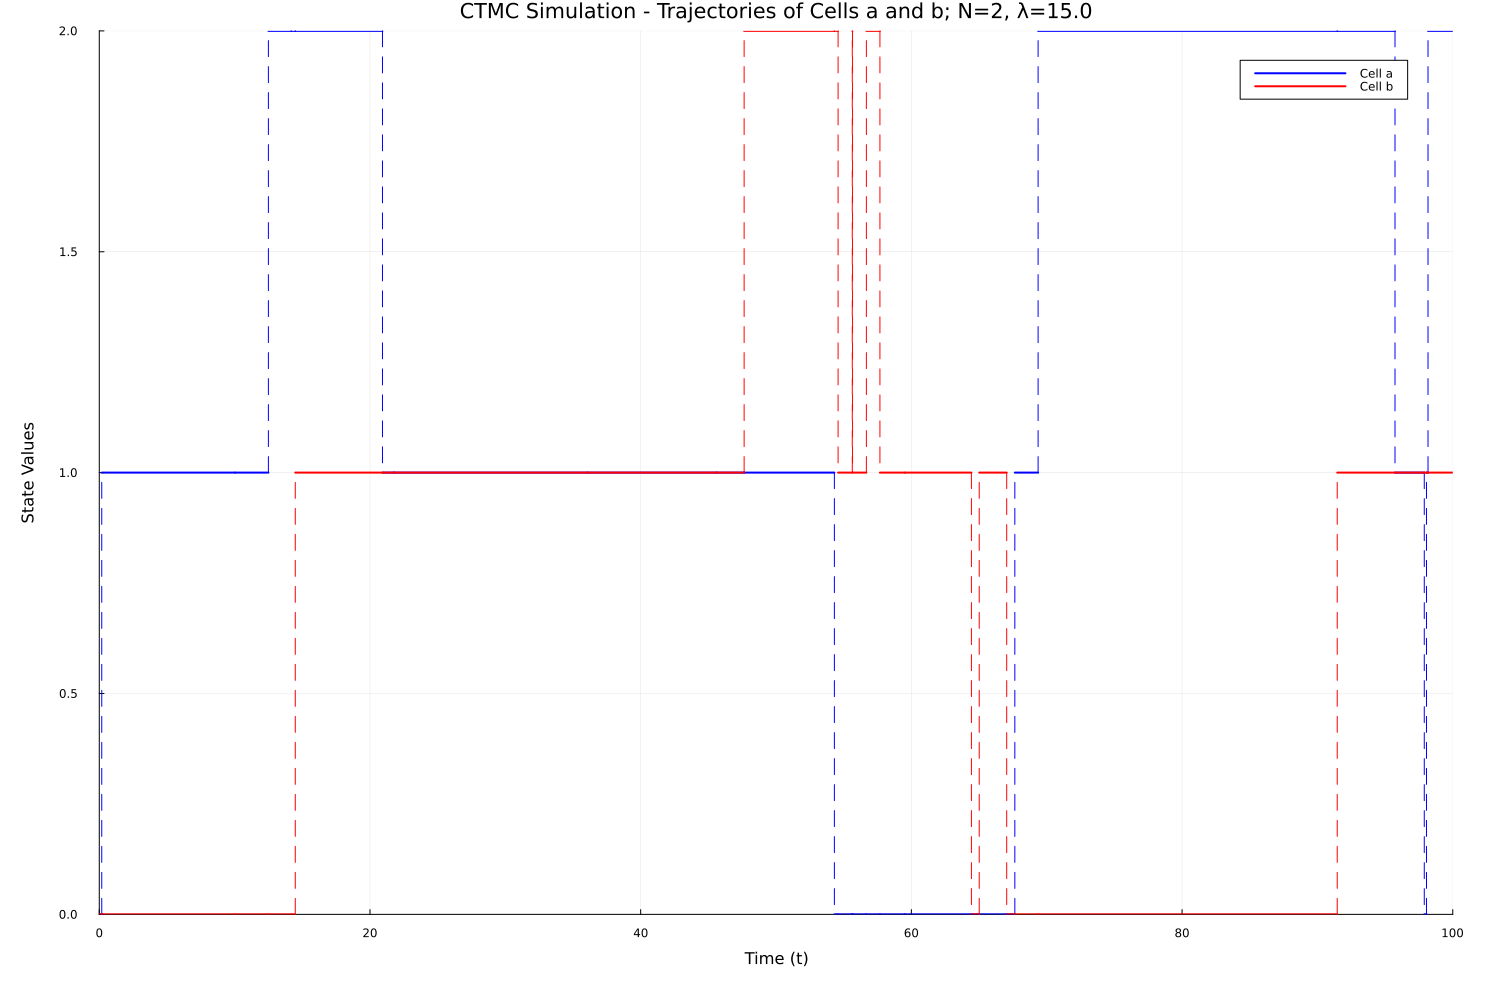 CTMC Simulation - Trajectories of Cells a and b; N=2, λ=15.0
2.0
Cell a
Cell b
1.5
1.0
State Values
0.5
0.0
0 20 40 60 80 100
Time (t)